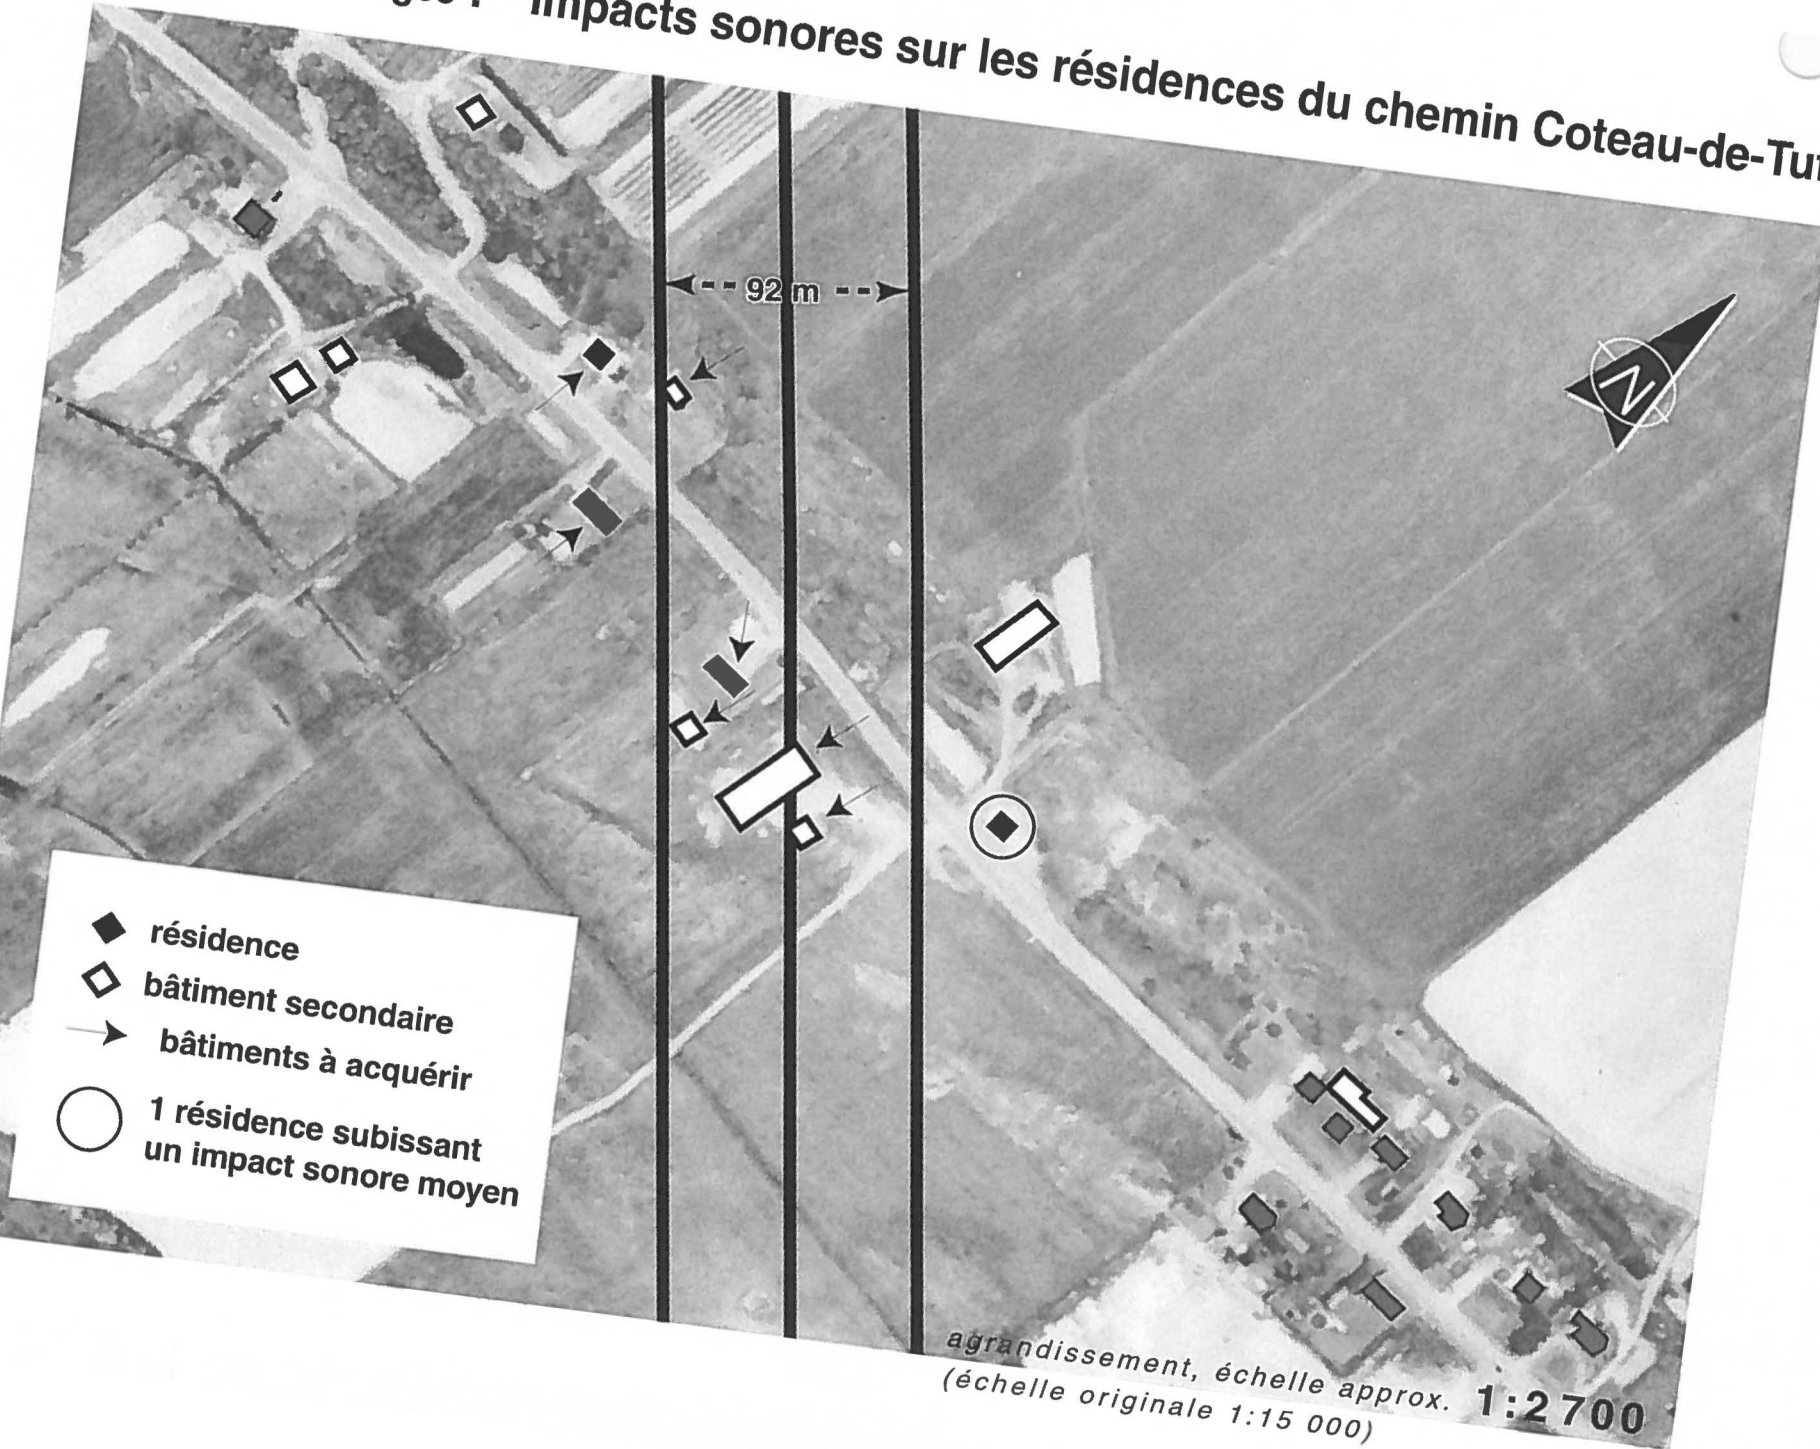 Impacts sonores sur les résidences du chemin Coteau-de-Tuf
92 m
N
résidence
bâtiment secondaire
bâtiments à acquérir
1 résidence subissant
un impact sonore moyen
agrandissement, échelle approx. 1:2700
(échelle originale 1:15 000)